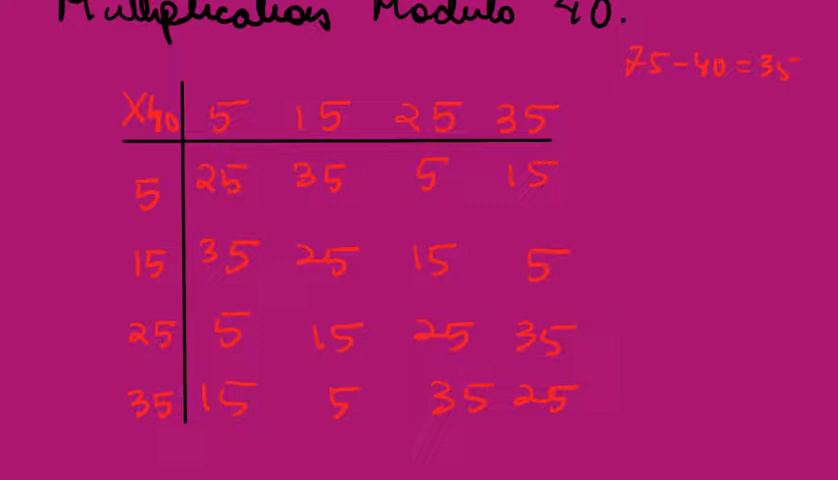 Multiplication Modulo 40.
75-40=35
X40 5 15 25 35
5 25 35 5 15
15 35 25 15 5
25 5 15 25 35
35 15 5 35 25